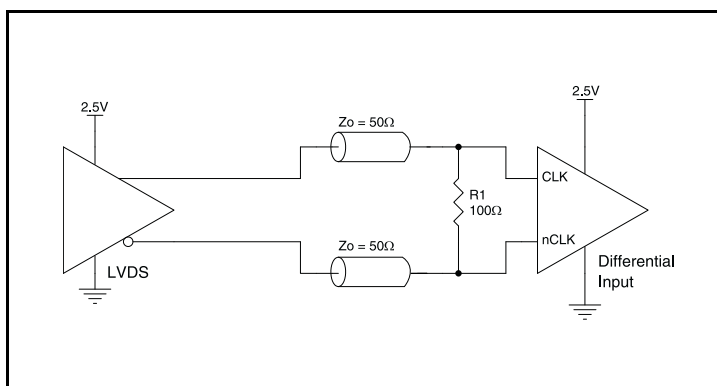 2.5V
LVDS
Zo = 50Ω
Zo = 50Ω
R1
100Ω
2.5V
CLK
nCLK
Differential
Input